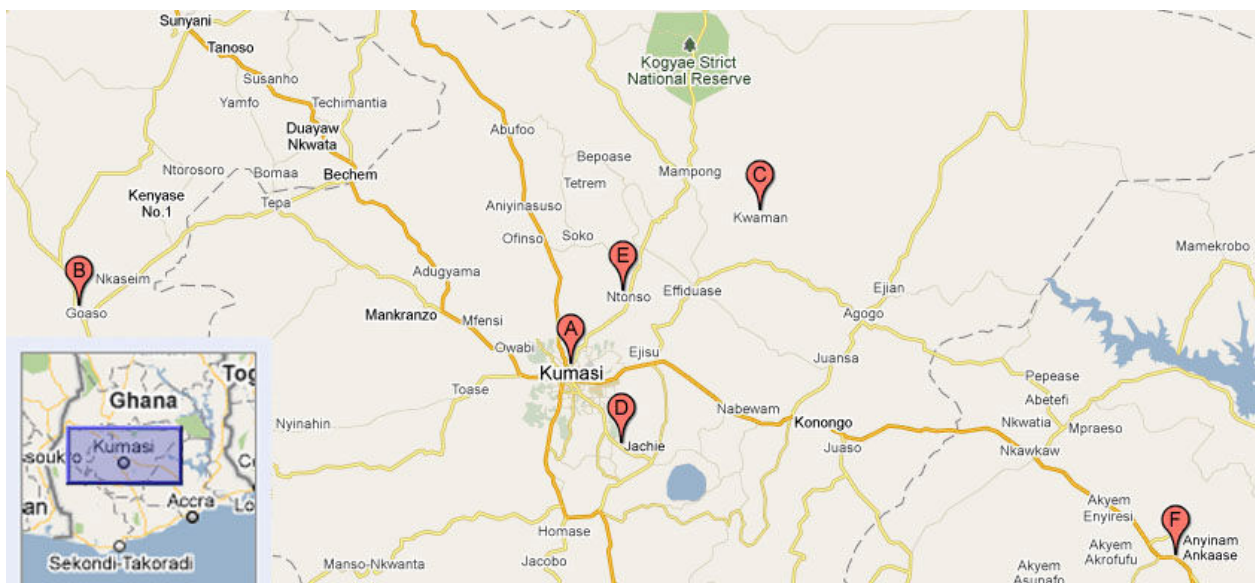 Sunyani
Tanoso
Susanho
Yamfo
Techimantia
Duayaw
Nkwata
Ntorosoro
Bomaa
Bechem
Kenyase
No.1
Tepa
Kogyae Strict
National Reserve
Abufoo
Bepoase
Tetrem
Mampong
Aniyinasuso
Ofinso
Soko
C
Kwaman
Mamekrobo
B
Nkaseim
Goaso
Adugyama
E
Ntonso
Effiduase
Ejian
Mankranzo
Mfensi
Agogo
A
Owabi
Kumasi
Ejisu
Juansa
Toase
Pepease
Abetefi
Nyinahin
D
Jachie
Nabewam
Konongo
Nkwatia
Mpraeso
Juaso
Nkawkaw
Akyem
Enyiresi
F
Anyinam
Ankaase
Akyem
Akrofufu
Akyem
Asunafo
Homase
Jacobo
Manso-Nkwanta
Tog
Ghana
Kumasi
soukro
Accra
Lo
an
Sekondi-Takoradi